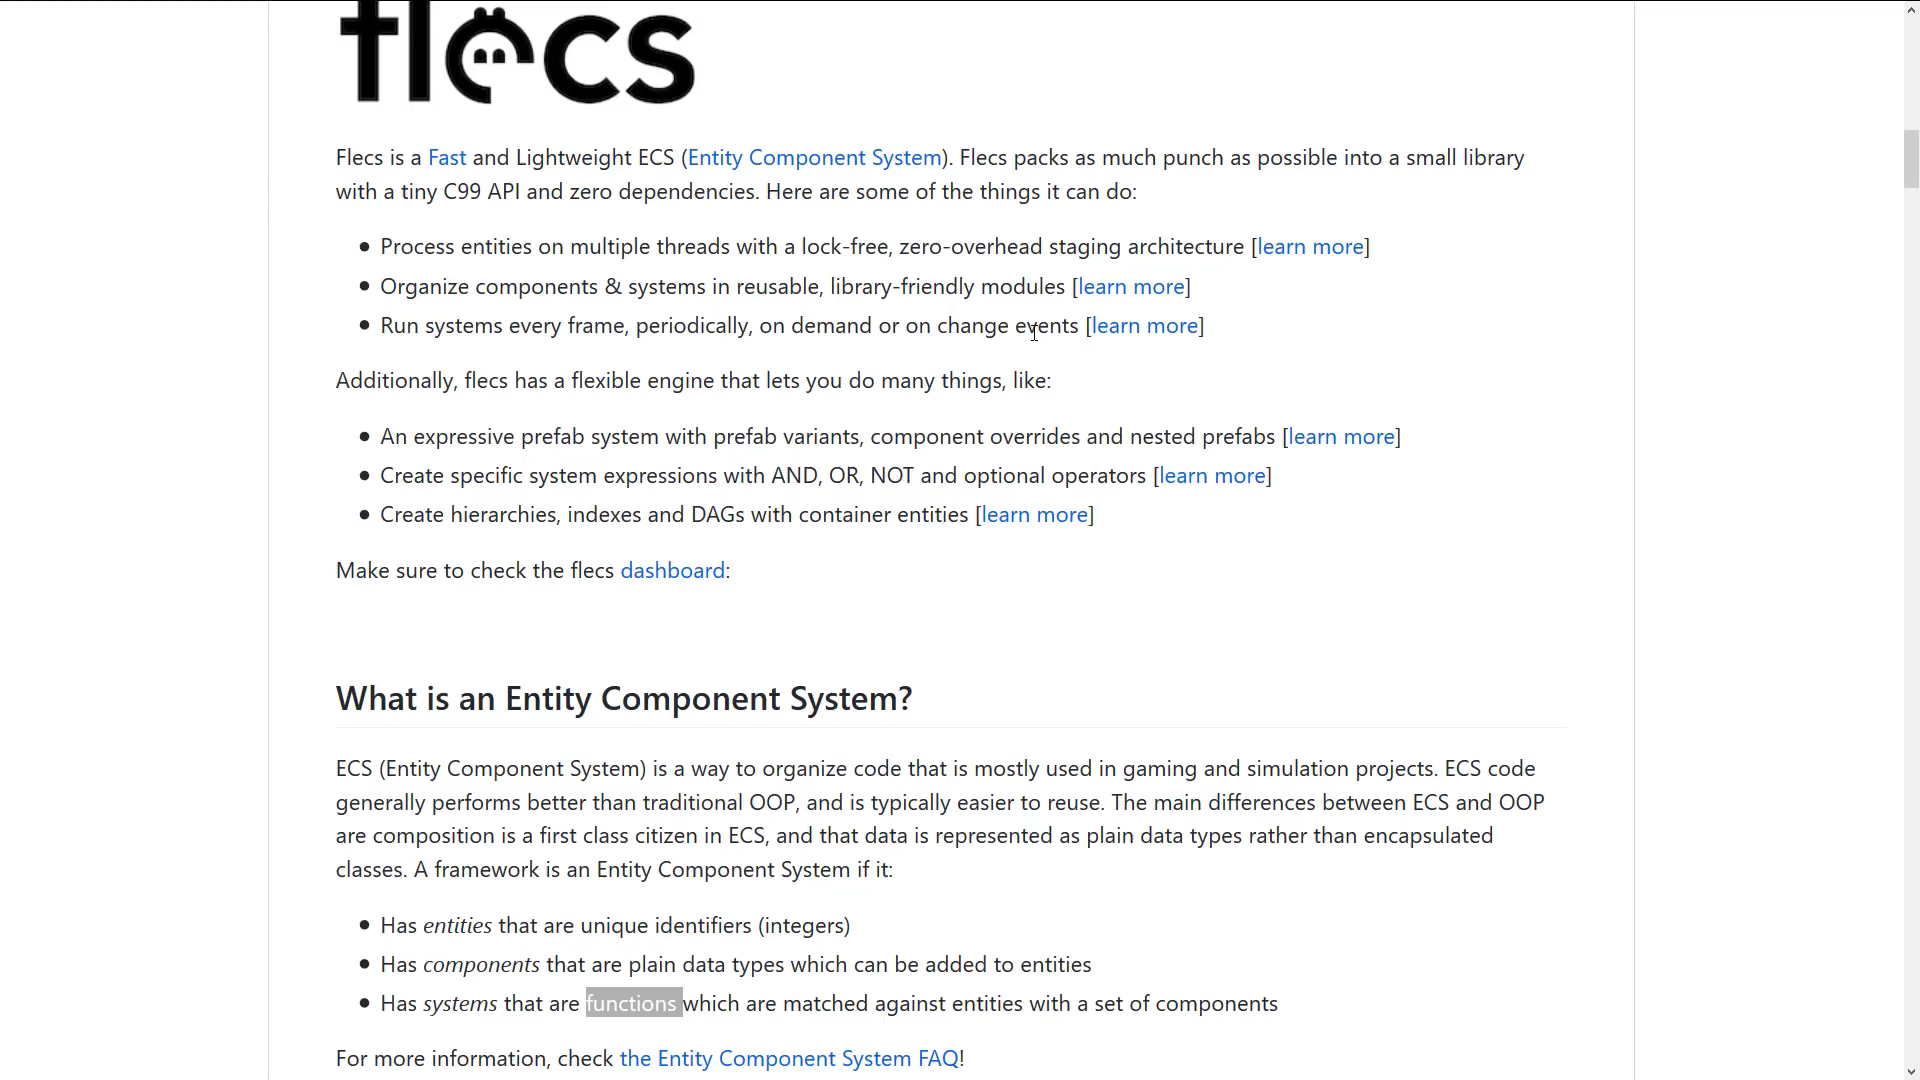 flecs
Flecs is a Fast and Lightweight ECS (Entity Component System). Flecs packs as much punch as possible into a small library
with a tiny C99 API and zero dependencies. Here are some of the things it can do:
Process entities on multiple threads with a lock-free, zero-overhead staging architecture [learn more]
Organize components & systems in reusable, library-friendly modules [learn more]
Run systems every frame, periodically, on demand or on change events [learn more]
Additionally, flecs has a flexible engine that lets you do many things, like:
An expressive prefab system with prefab variants, component overrides and nested prefabs [learn more]
Create specific system expressions with AND, OR, NOT and optional operators [learn more]
Create hierarchies, indexes and DAGs with container entities [learn more]
Make sure to check the flecs dashboard:
What is an Entity Component System?
ECS (Entity Component System) is a way to organize code that is mostly used in gaming and simulation projects. ECS code
generally performs better than traditional OOP, and is typically easier to reuse. The main differences between ECS and OOP
are composition is a first class citizen in ECS, and that data is represented as plain data types rather than encapsulated
classes. A framework is an Entity Component System if it:
Has entities that are unique identifiers (integers)
Has components that are plain data types which can be added to entities
Has systems that are functions which are matched against entities with a set of components
For more information, check the Entity Component System FAQ!